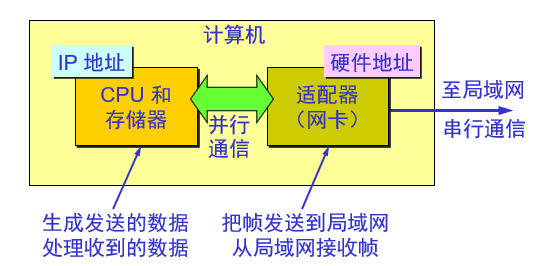 计算机
IP 地址
硬件地址
CPU 和
存储器
并行
通信
适配器
（网卡）
至局域网
串行通信
生成发送的数据
处理收到的数据
把帧发送到局域网
从局域网接收帧